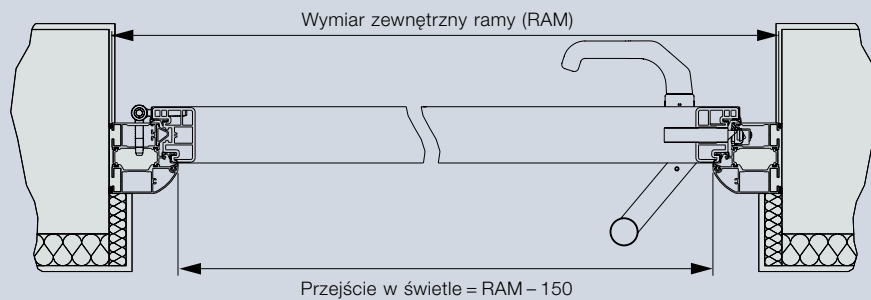 Wymiar zewnętrzny ramy (RAM)
Przejście w świetle = RAM – 150